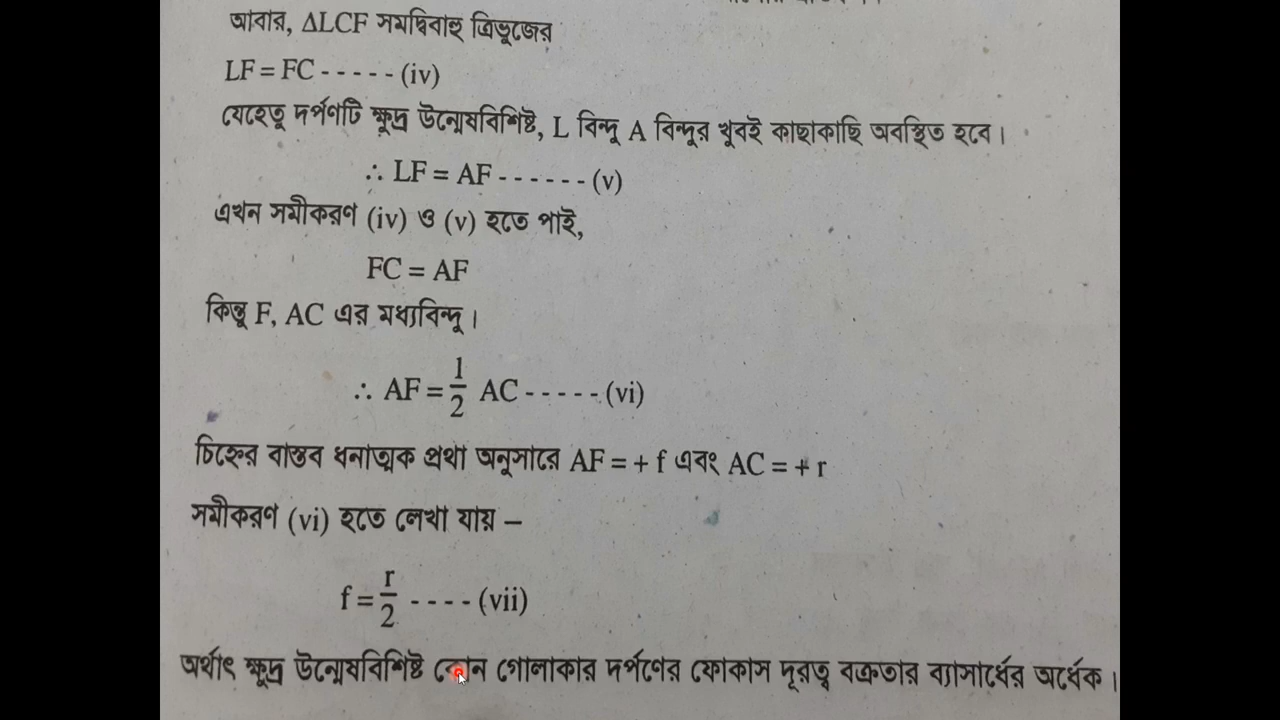 আবার, ΔLCF সমদ্বিবাহু ত্রিভুজের
LF = FC - - - - - (iv)
যেহেতু দর্পণটি ক্ষুদ্র উন্মেষবিশিষ্ট, L বিন্দু A বিন্দুর খুবই কাছাকাছি অবস্থিত হবে।
∴ LF = AF - - - - - - (v)
এখন সমীকরণ (iv) ও (v) হতে পাই,
FC = AF
কিন্তু F, AC এর মধ্যবিন্দু।
∴ AF = 1/2 AC - - - - - (vi)
চিহ্নের বাস্তব ধনাত্মক প্রথা অনুসারে AF = + f এবং AC = + r
সমীকরণ (vi) হতে লেখা যায় –
f = r/2 - - - - (vii)
অর্থাৎ ক্ষুদ্র উন্মেষবিশিষ্ট কোন গোলাকার দর্পণের ফোকাস দূরত্ব বক্রতার ব্যাসার্ধের অর্ধেক।